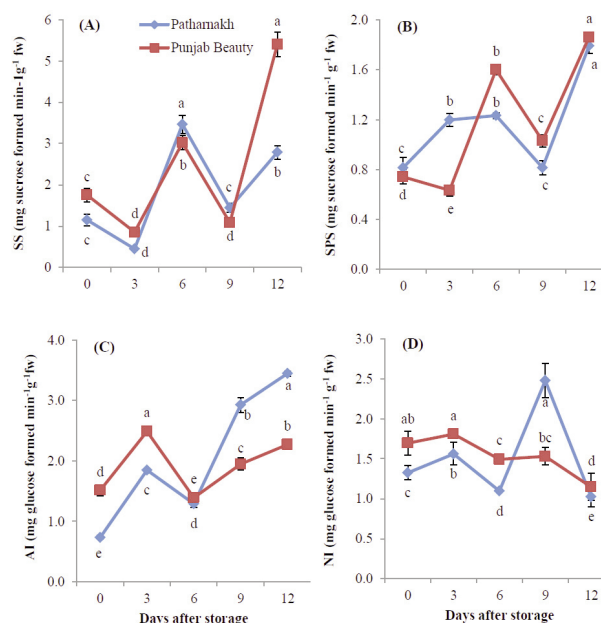 (A)
Patharnakh
Punjab Beauty
SS (mg sucrose formed min-1g⁻¹ fw)
6
5
4
3
2
1
0
c
c
d
d
a
b
c
d
a
b
0 3 6 9 12
(B)
SPS (mg sucrose formed min⁻¹ g⁻¹ fw)
2.0
1.6
1.2
0.8
0.4
0.0
c
d
b
e
b
b
c
c
a
a
0 3 6 9 12
(C)
AI (mg glucose formed min⁻¹g⁻¹fw)
4.0
3.0
2.0
1.0
0.0
d
e
a
c
e
d
b
c
a
b
0 3 6 9 12
Days after storage
(D)
NI (mg glucose formed min⁻¹g⁻¹fw)
3.0
2.5
2.0
1.5
1.0
0.5
0.0
ab
c
a
b
c
d
a
bc
d
e
0 3 6 9 12
Days after storage